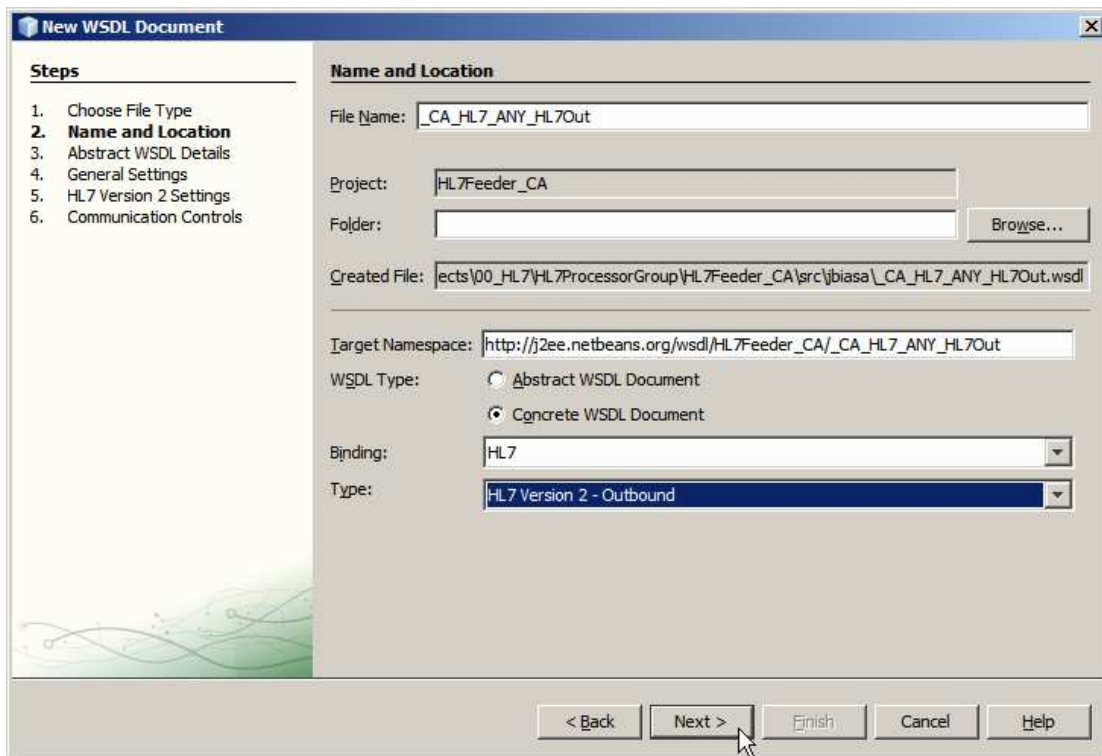 New WSDL Document
Steps
1. Choose File Type
2. Name and Location
3. Abstract WSDL Details
4. General Settings
5. HL7 Version 2 Settings
6. Communication Controls
Name and Location
File Name: _CA_HL7_ANY_HL7Out
Project: HL7Feeder_CA
Folder: Browse...
Created File: ects\00_HL7\HL7ProcessorGroup\HL7Feeder_CA\src\jbiasa\_CA_HL7_ANY_HL7Out.wsdl
Target Namespace: http://j2ee.netbeans.org/wsdl/HL7Feeder_CA/_CA_HL7_ANY_HL7Out
WSDL Type: Abstract WSDL Document
Concrete WSDL Document
Binding: HL7
Type: HL7 Version 2 - Outbound
< Back Next > Finish Cancel Help